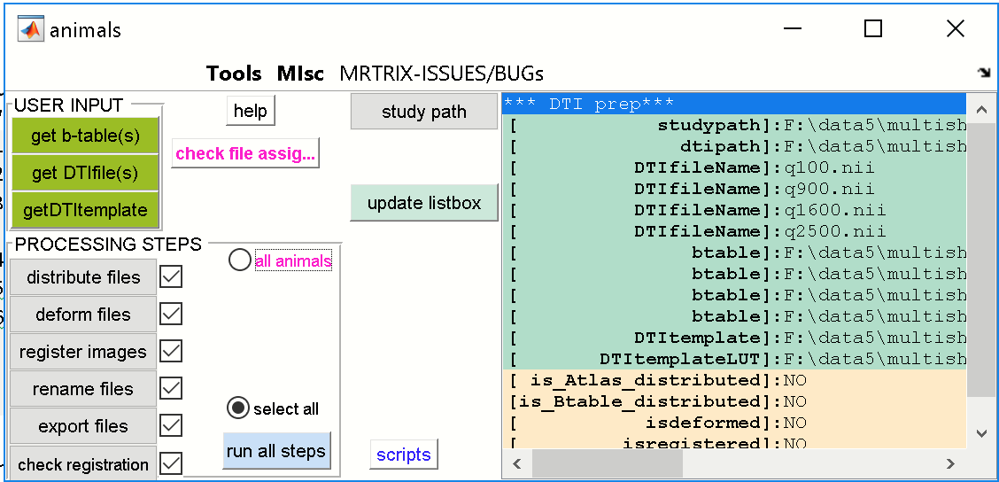 animals
Tools MIsc MRTRIX-ISSUES/BUGs
USER INPUT
get b-table(s)
get DTIfile(s)
getDTItemplate
help
check file assig...
study path
update listbox
PROCESSING STEPS
distribute files
deform files
register images
rename files
export files
check registration
all animals
select all
run all steps
scripts
*** DTI prep***
[ studypath]:F:\data5\multish
[ dtipath]:F:\data5\multish
[ DTIfileName]:q100.nii
[ DTIfileName]:q900.nii
[ DTIfileName]:q1600.nii
[ DTIfileName]:q2500.nii
[ btable]:F:\data5\multish
[ btable]:F:\data5\multish
[ btable]:F:\data5\multish
[ btable]:F:\data5\multish
[ DTItemplate]:F:\data5\multish
[ DTItemplateLUT]:F:\data5\multish
[ is_Atlas_distributed]:NO
[is_Btable_distributed]:NO
[ isdeformed]:NO
[ isregistered]:NO